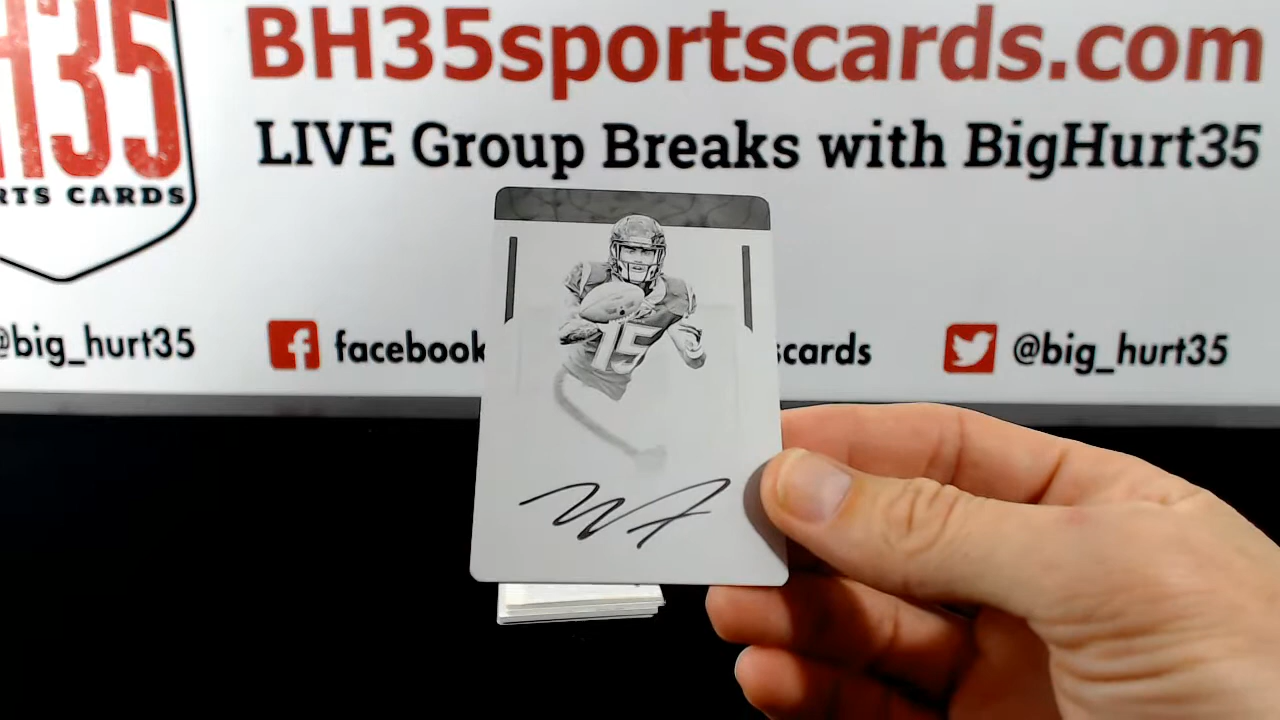 BH35sportscards.com
LIVE Group Breaks with BigHurt35
H35
RTS CARDS
@big_hurt35
facebook
scards
@big_hurt35
15